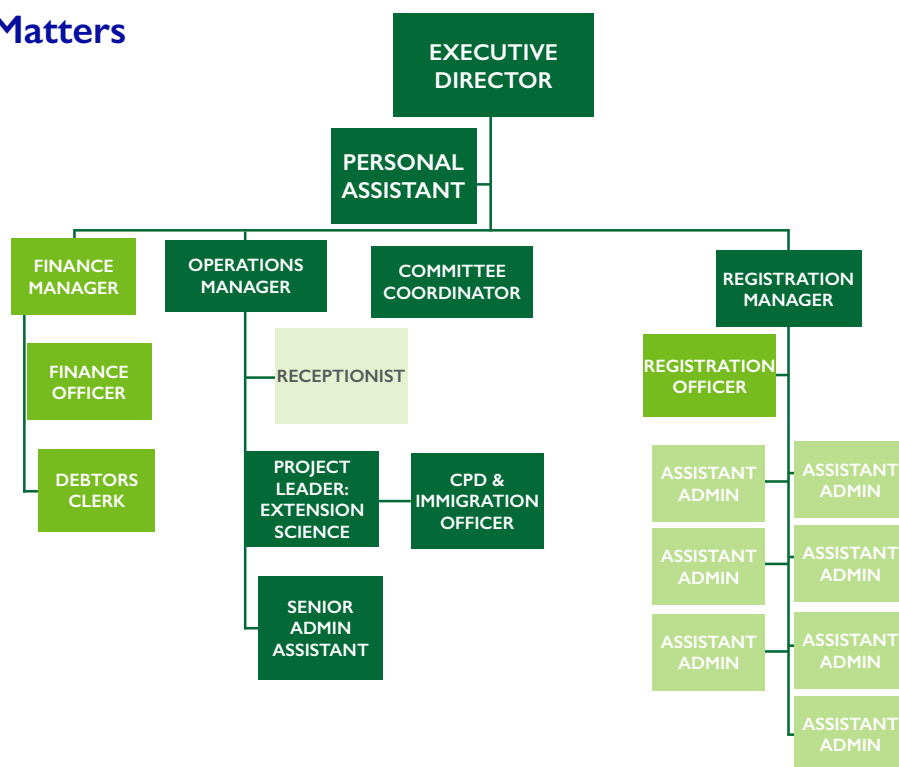 Matters
EXECUTIVE
DIRECTOR
PERSONAL
ASSISTANT
FINANCE
MANAGER
OPERATIONS
MANAGER
COMMITTEE
COORDINATOR
REGISTRATION
MANAGER
FINANCE
OFFICER
RECEPTIONIST
REGISTRATION
OFFICER
DEBTORS
CLERK
PROJECT
LEADER:
EXTENSION
SCIENCE
CPD &
IMMIGRATION
OFFICER
SENIOR
ADMIN
ASSISTANT
ASSISTANT
ADMIN
ASSISTANT
ADMIN
ASSISTANT
ADMIN
ASSISTANT
ADMIN
ASSISTANT
ADMIN
ASSISTANT
ADMIN
ASSISTANT
ADMIN